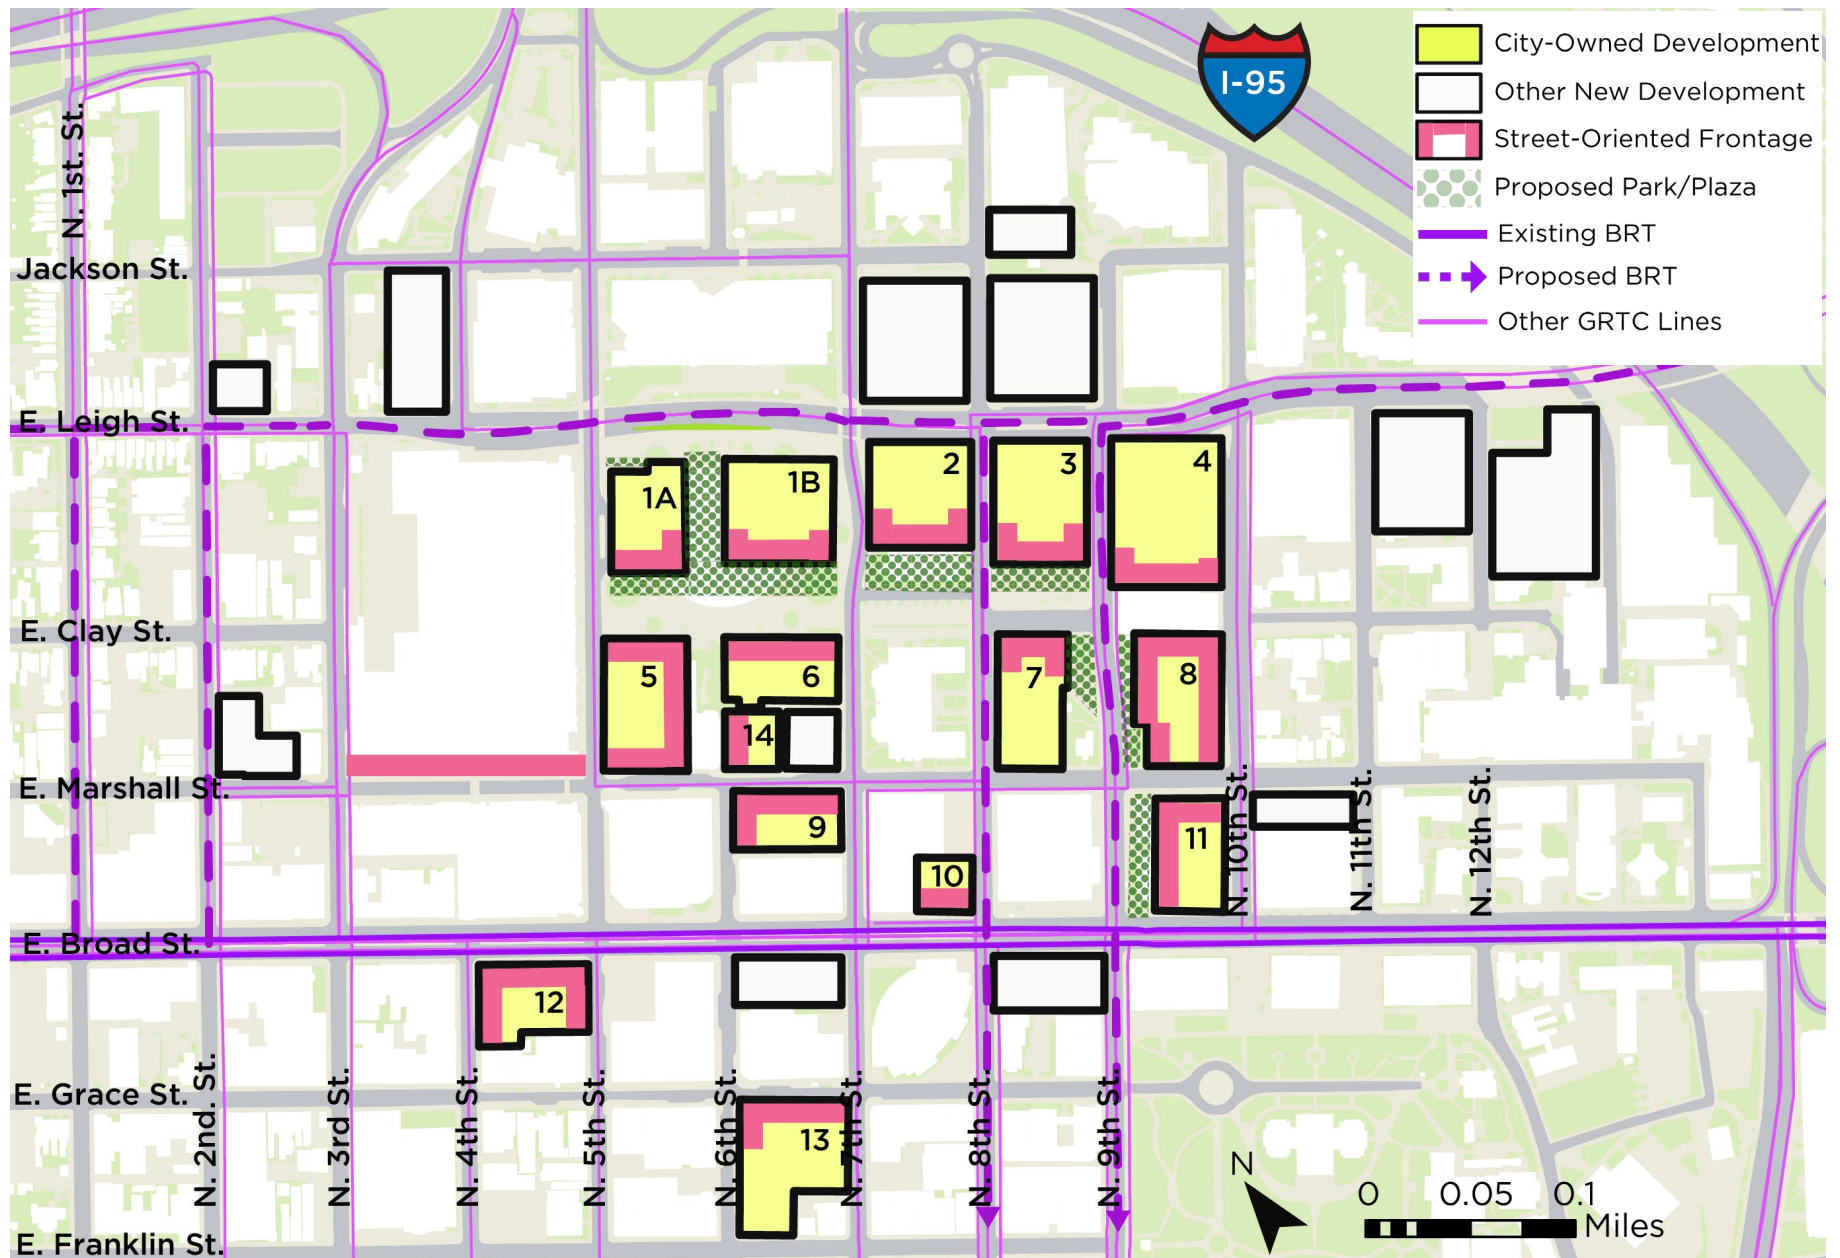 I-95
City-Owned Development
Other New Development
Street-Oriented Frontage
Proposed Park/Plaza
Existing BRT
Proposed BRT
Other GRTC Lines
N. 1st. St.
Jackson St.
E. Leigh St.
1A
1B
2
3
4
E. Clay St.
5
6
7
8
14
E. Marshall St.
9
10
11
N. 10th St.
N. 11th St.
N. 12th St.
E. Broad St.
12
E. Grace St.
N. 2nd. St.
N. 3rd St.
N. 4th St.
N. 5th St.
N. 6th St.
13
N. 7th St.
N. 8th St.
N. 9th St.
N
0 0.05 0.1
Miles
E. Franklin St.